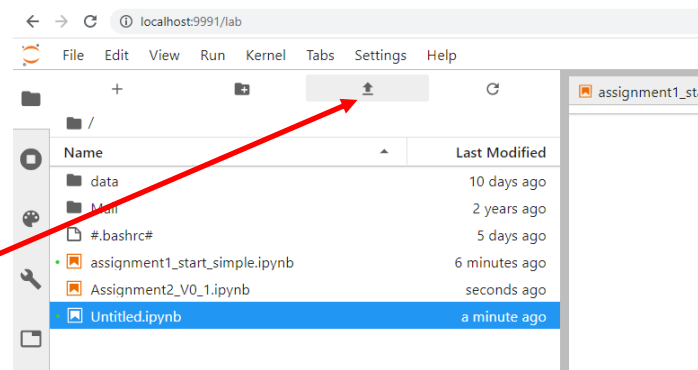 localhost:9991/lab
File Edit View Run Kernel Tabs Settings Help
assignment1_sta
/
Name Last Modified
data 10 days ago
Mail 2 years ago
#.bashrc# 5 days ago
assignment1_start_simple.ipynb 6 minutes ago
Assignment2_V0_1.ipynb seconds ago
Untitled.ipynb a minute ago